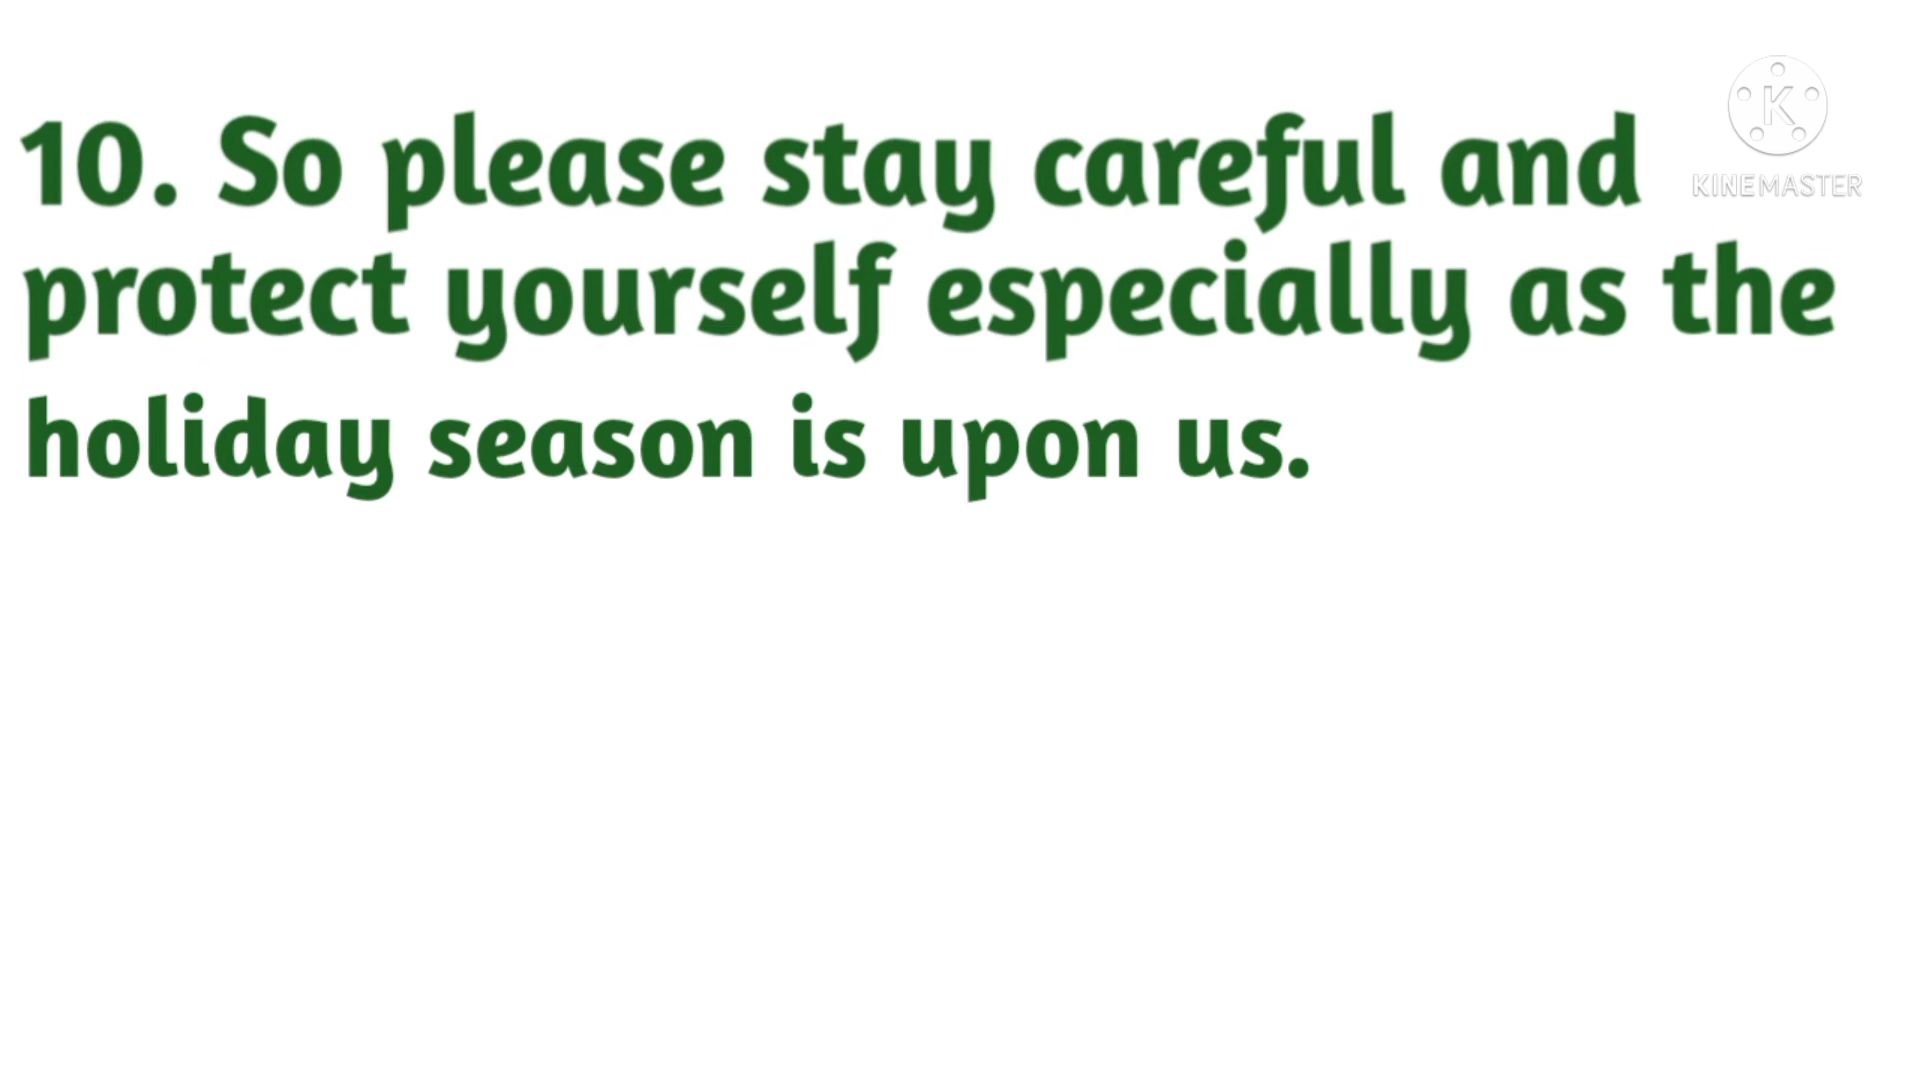 10. So please stay careful and
protect yourself especially as the
holiday season is upon us.
K
KINEMASTER